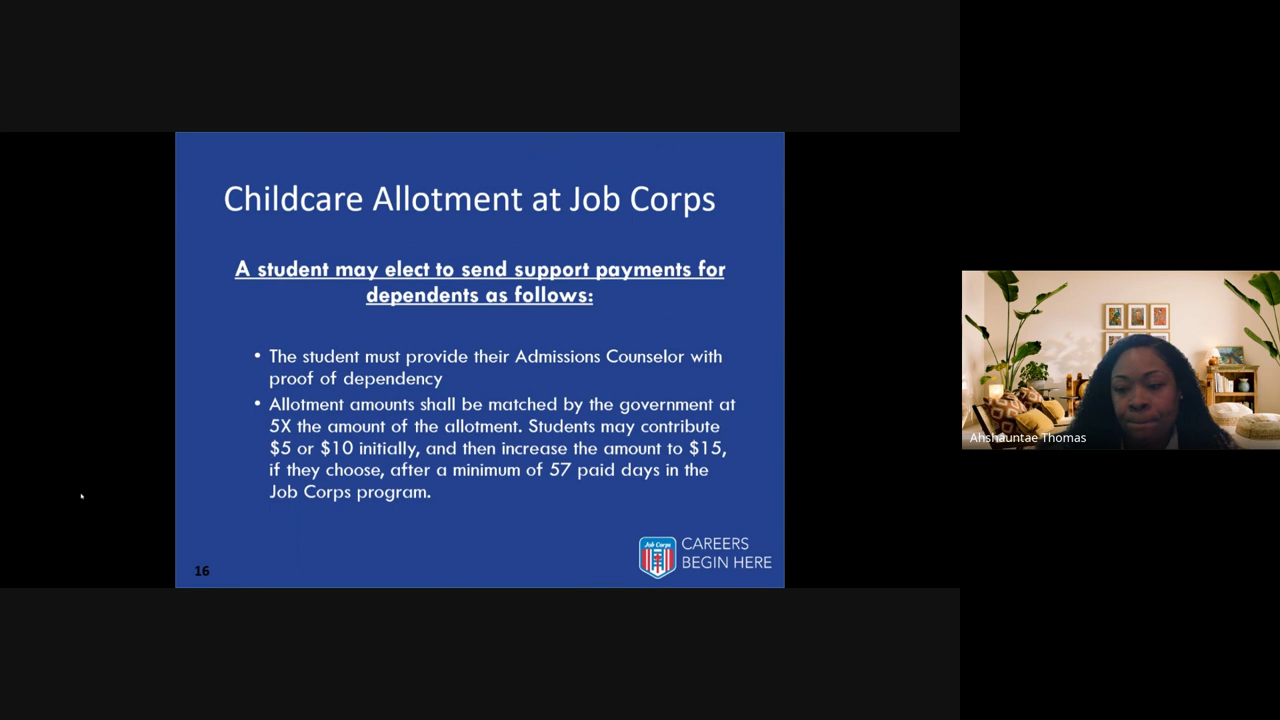 Childcare Allotment at Job Corps
A student may elect to send support payments for
dependents as follows:
• The student must provide their Admissions Counselor with
proof of dependency
• Allotment amounts shall be matched by the government at
5X the amount of the allotment. Students may contribute
$5 or $10 initially, and then increase the amount to $15,
if they choose, after a minimum of 57 paid days in the
Job Corps program.
Job Corps
CAREERS
BEGIN HERE
16
Ahshauntae Thomas